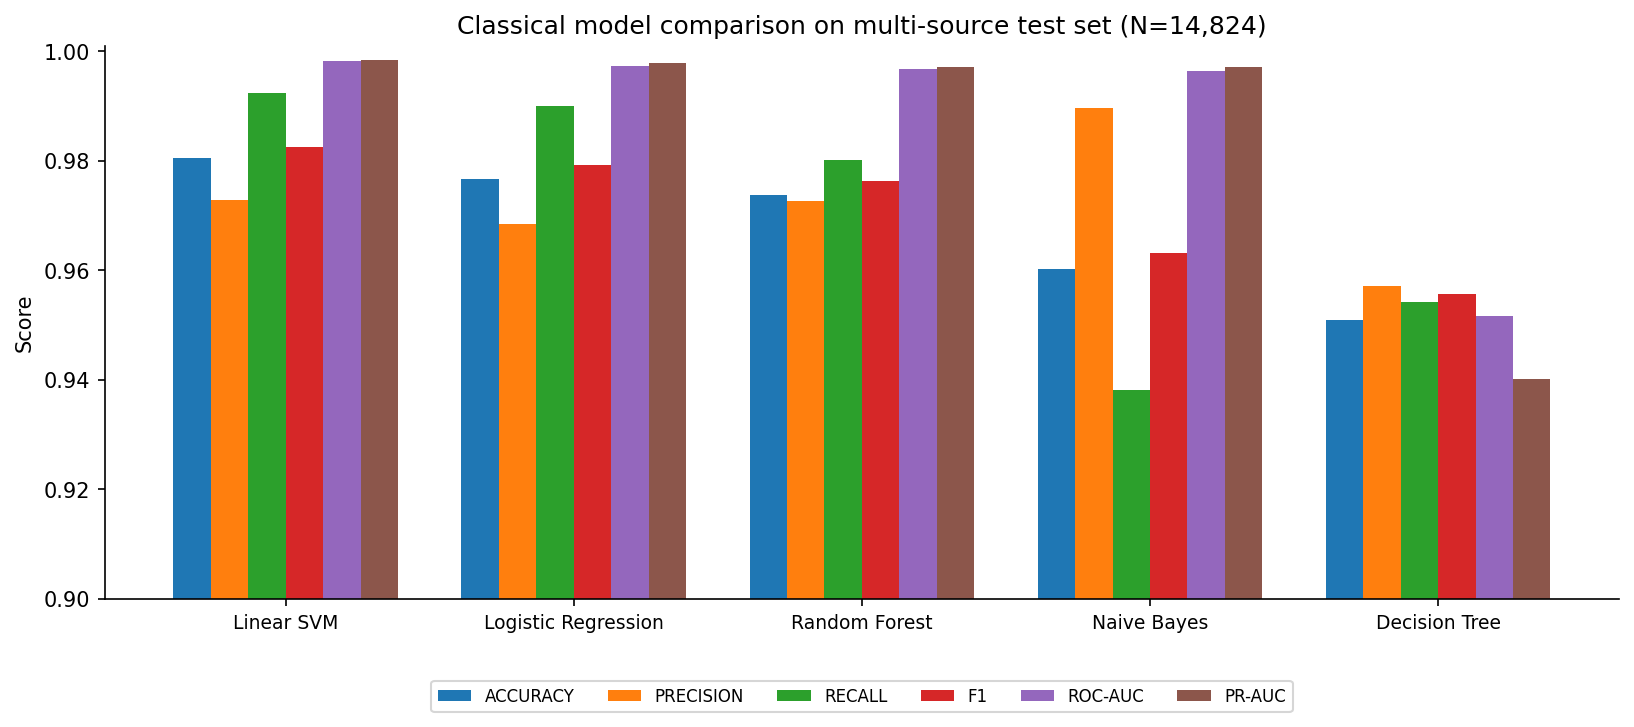 Classical model comparison on multi-source test set (N=14,824)
1.00
0.98
0.96
0.94
0.92
0.90
Score
Linear SVM
Logistic Regression
Random Forest
Naive Bayes
Decision Tree
ACCURACY PRECISION RECALL F1 ROC-AUC PR-AUC